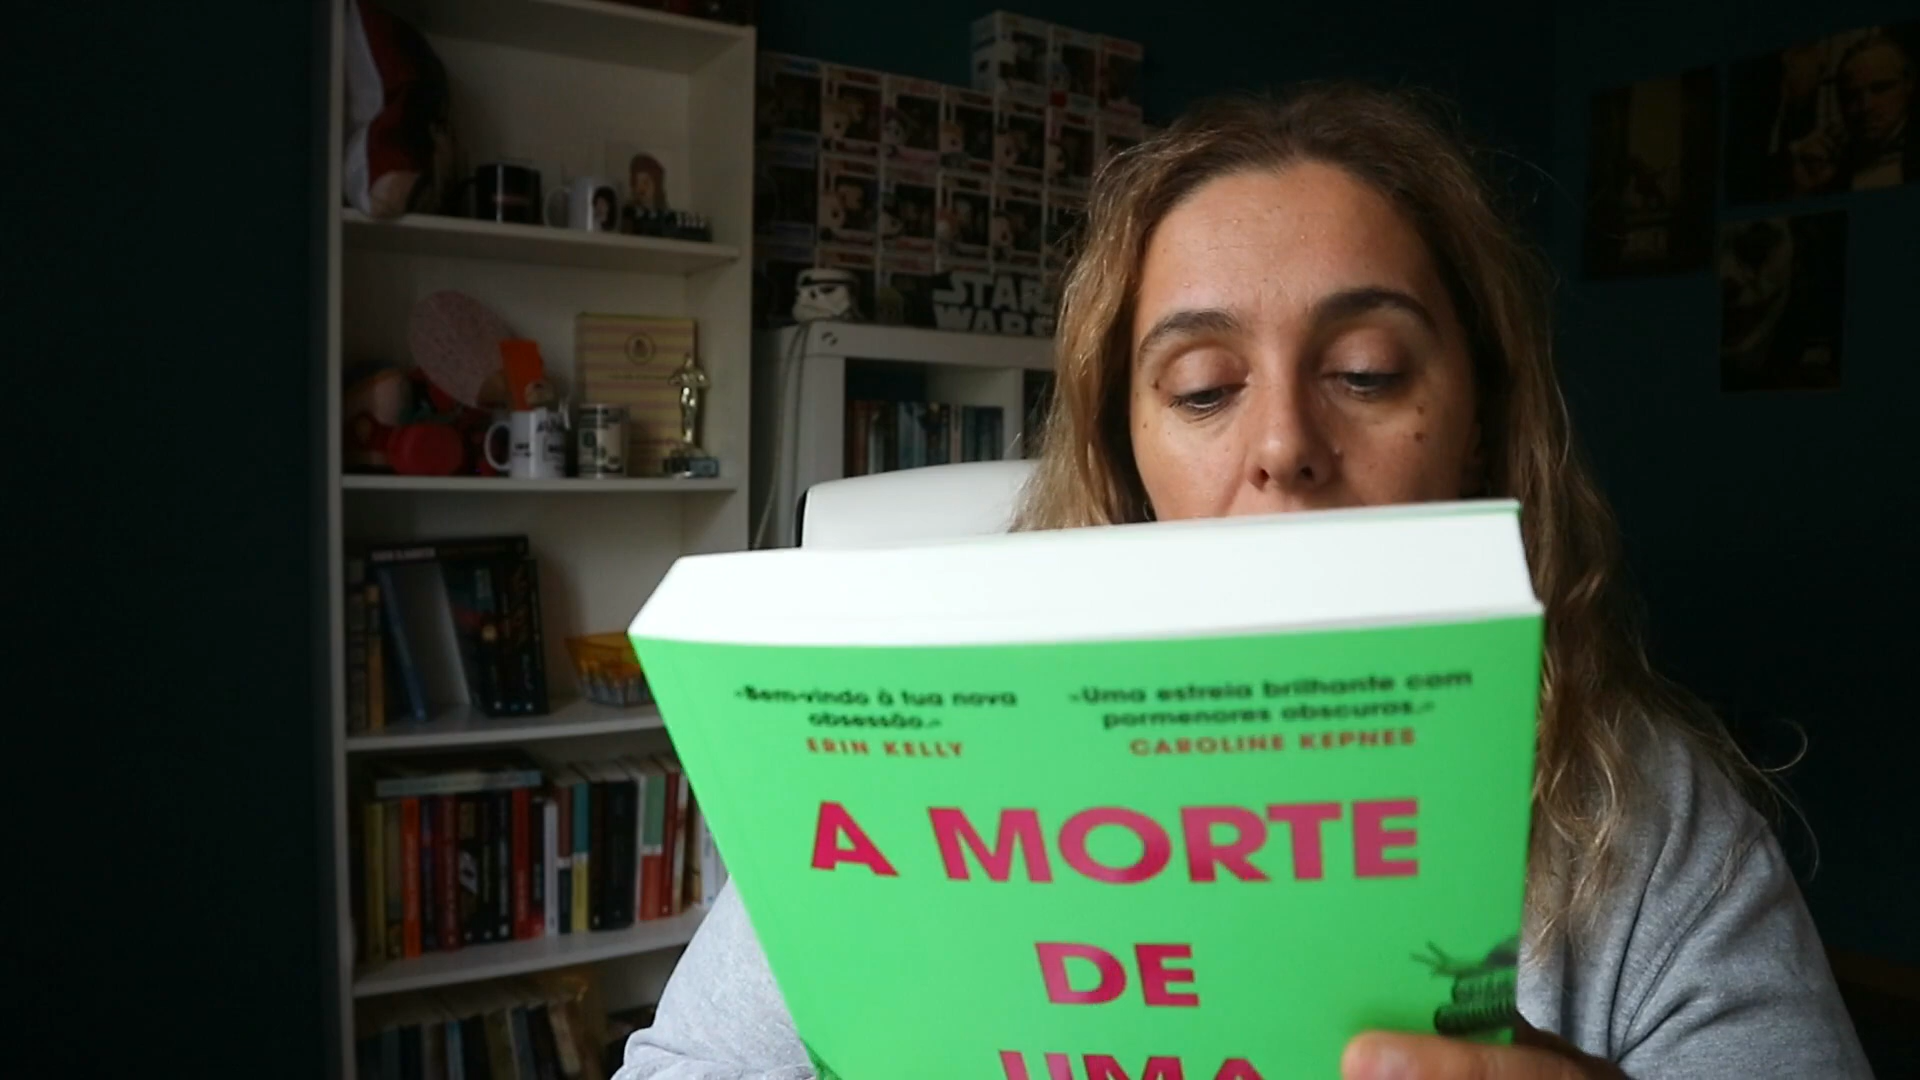 STAR
WARS
«Bem-vindo à tua nova
obsessão.»
ERIN KELLY
«Uma estreia brilhante com
pormenores obscuros.»
CAROLINE KEPNES
A MORTE
DE
UMA